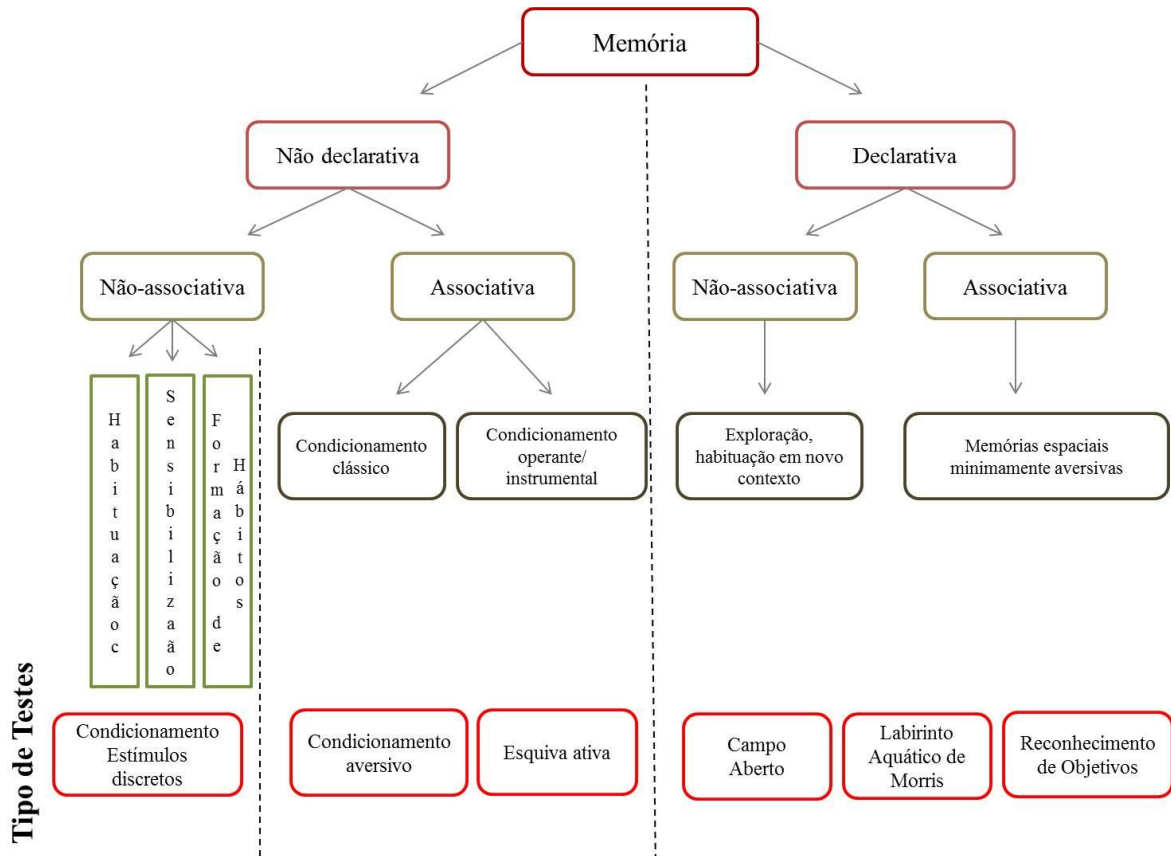 Memória
Não declarativa
Declarativa
Não-associativa
Associativa
Não-associativa
Associativa
Habituaçãoc
Sensibilizaão
Formação de
Hábitos
Condicionamento
clássico
Condicionamento
operante/
instrumental
Exploração,
habituação em novo
contexto
Memórias espaciais
minimamente aversivas
Tipo de Testes
Condicionamento
Estímulos
discretos
Condicionamento
aversivo
Esquiva ativa
Campo
Aberto
Labirinto
Aquático de
Morris
Reconhecimento
de Objetivos